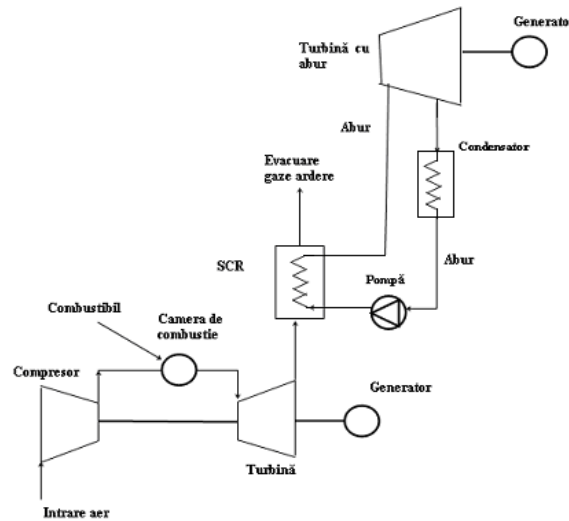 Generato
Turbină cu
abur
Abur
Condensator
Evacuare
gaze ardere
Abur
SCR
Pompă
Combustibil
Camera de
combustie
Compresor
Generator
Turbină
Intrare aer